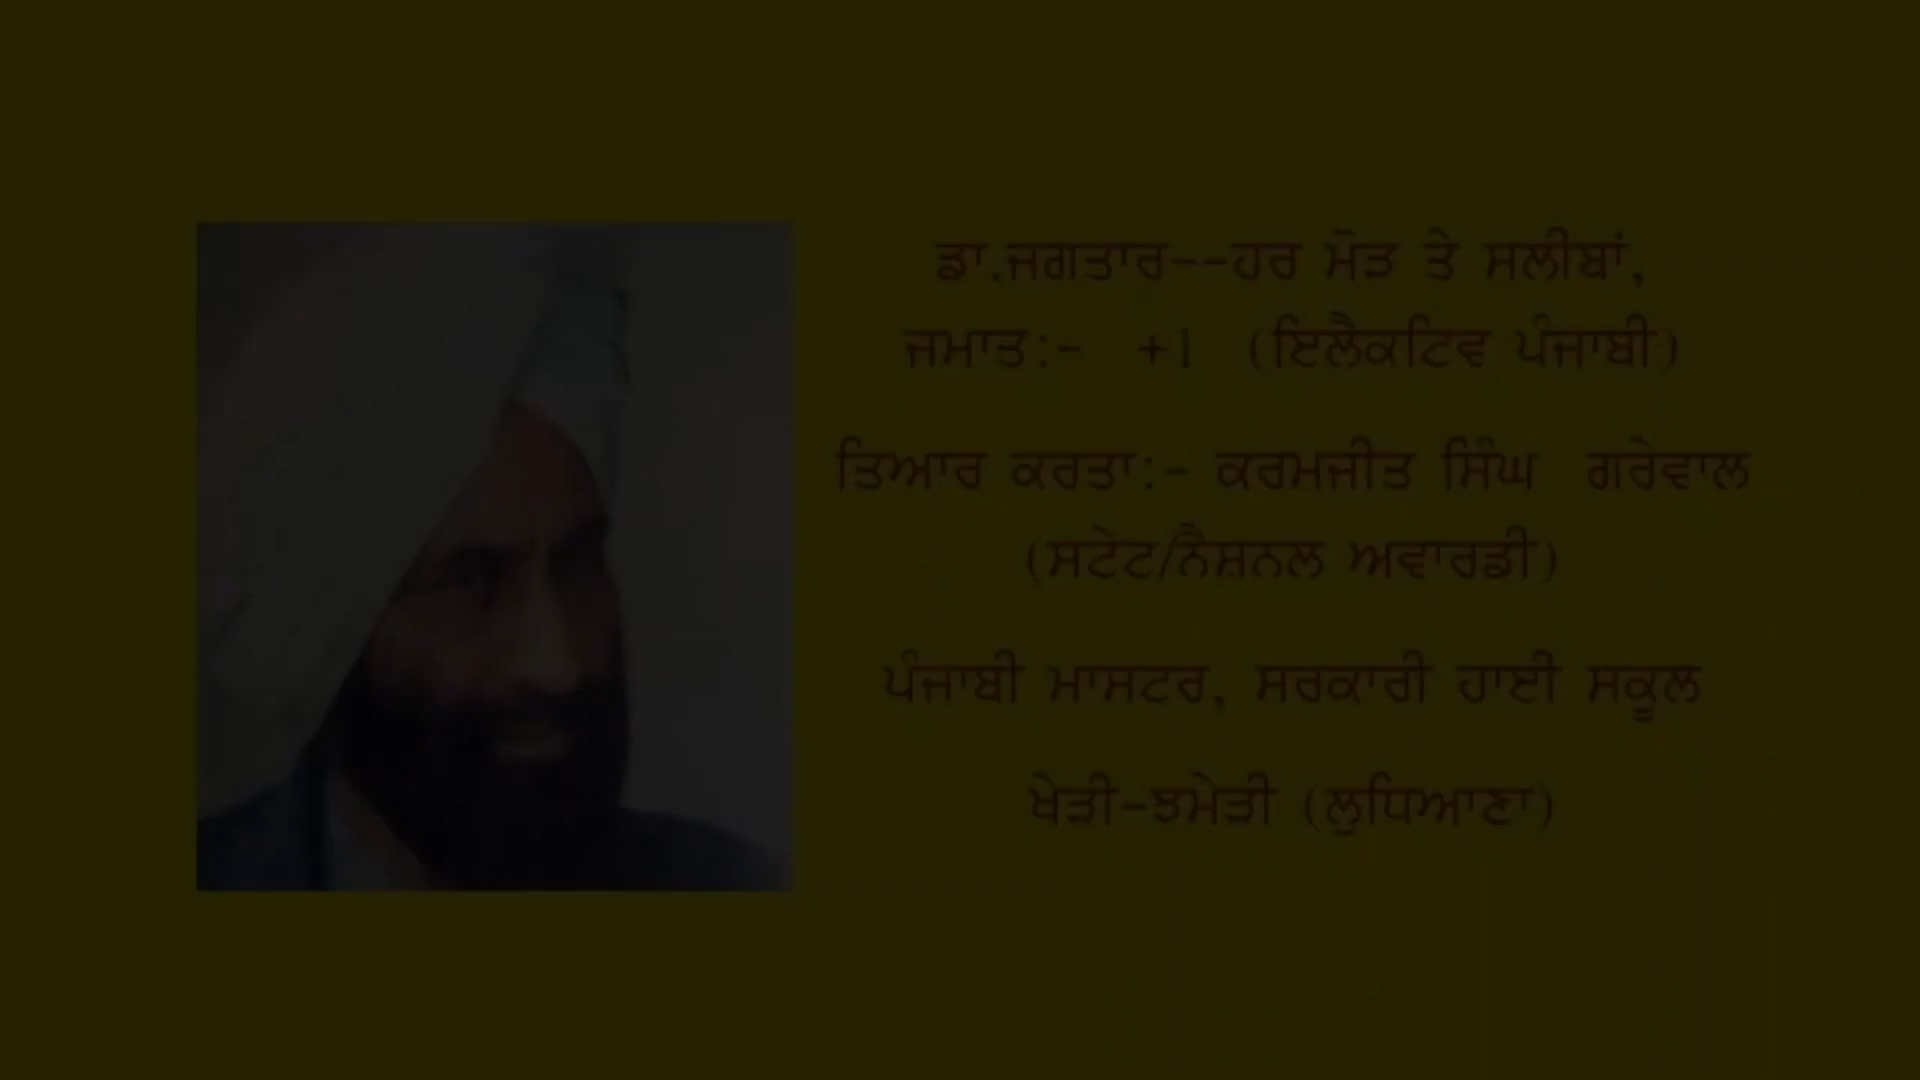 ਡਾ.ਜਗਤਾਰ--ਹਰ ਮੋੜ ਤੇ ਸਲੀਬਾਂ,
ਜਮਾਤ:- +1 (ਇਲੈਕਟਿਵ ਪੰਜਾਬੀ)
ਤਿਆਰ ਕਰਤਾ:- ਕਰਮਜੀਤ ਸਿੰਘ ਗਰੇਵਾਲ
(ਸਟੇਟ/ਨੈਸ਼ਨਲ ਅਵਾਰਡੀ)
ਪੰਜਾਬੀ ਮਾਸਟਰ, ਸਰਕਾਰੀ ਹਾਈ ਸਕੂਲ
ਖੇੜੀ-ਝਮੇੜੀ (ਲੁਧਿਆਣਾ)